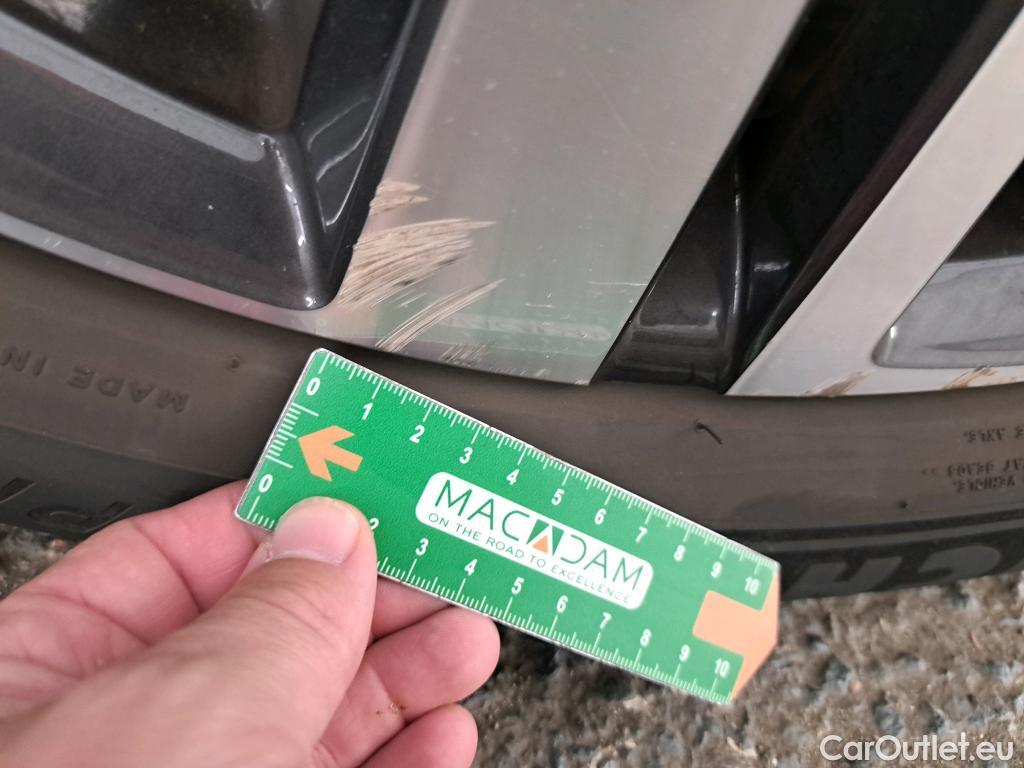 MADE IN
0 1 2 3 4 5 6 7 8 9 10
MACADAM
ON THE ROAD TO EXCELLENCE
0 2 3 4 5 6 7 8 9 10
CarOutlet.eu